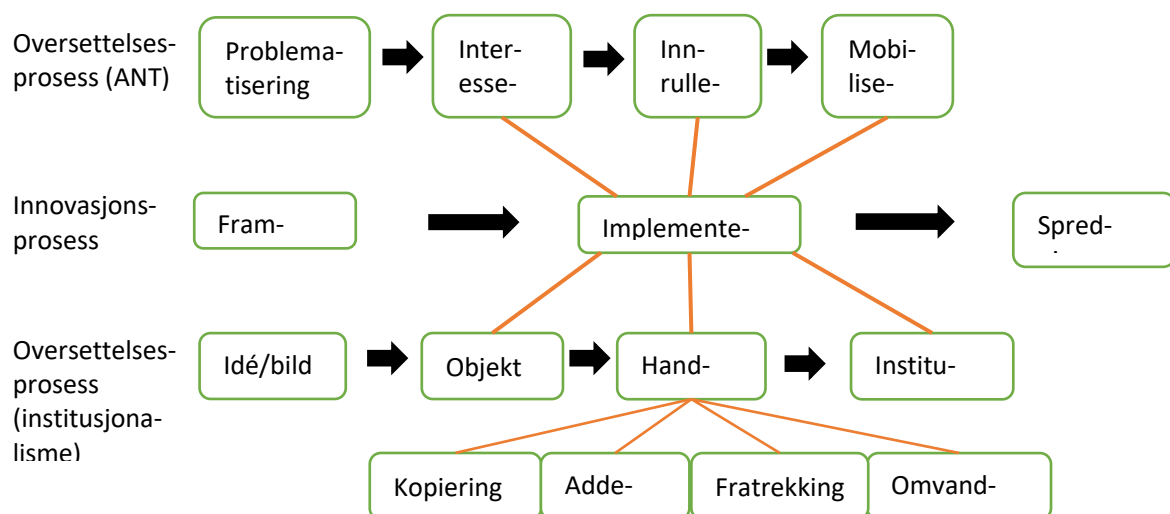 Oversettelses-
prosess (ANT)
Problema-
tisering
Inter-
esse-
Inn-
rulle-
Mobi-
lise-
Innovasjons-
prosess
Fram-
Implemente-
Spred-
Oversettelses-
prosess
(institusjona-
lisme)
Idé/bild
Objekt
Hand-
Institu-
Kopiering
Adde-
Fratrekking
Omvand-